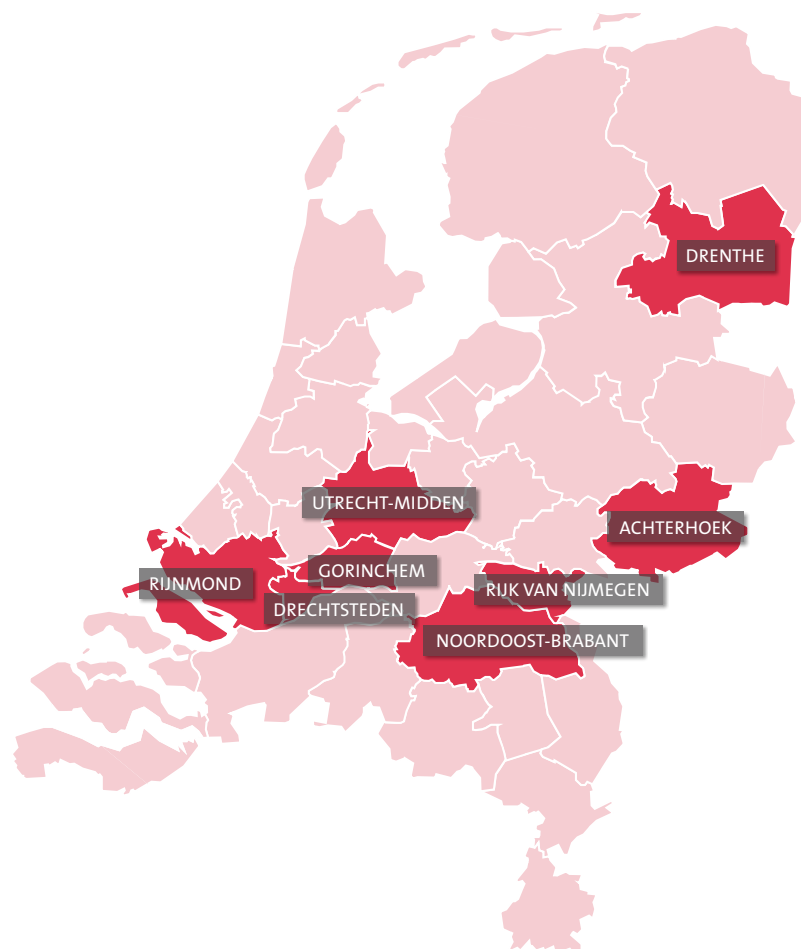 DRENTHE
UTRECHT-MIDDEN
ACHTERHOEK
GORINCHEM
RIJNMOND
RIJK VAN NIJMEGEN
DRECHTSTEDEN
NOORDOOST-BRABANT